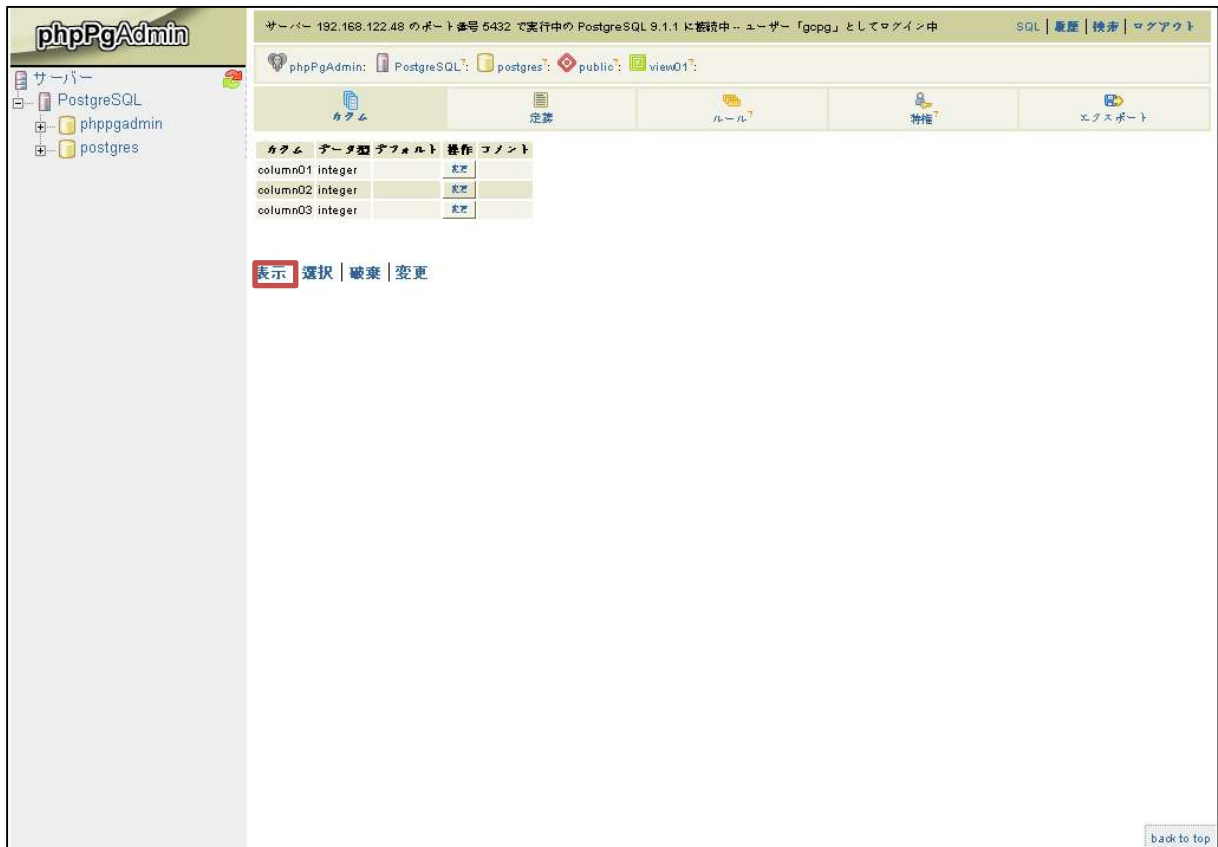 phpPgAdmin
サーバー
PostgreSQL
phppgadmin
postgres
サーバー 192.168.122.48 のポート番号 5432 で実行中の PostgreSQL 9.1.1 に接続中 -- ユーザー「gcpg」としてログイン中
SQL | 履歴 | 検索 | ログアウト
phpPgAdmin: PostgreSQL?: postgres?: public?: view01?:
カラム 定義 ルール? 特権? エクスポート
カラム データ型 デフォルト 操作 コメント
column01 integer 変更
column02 integer 変更
column03 integer 変更
表示 選択 | 破棄 | 変更
back to top